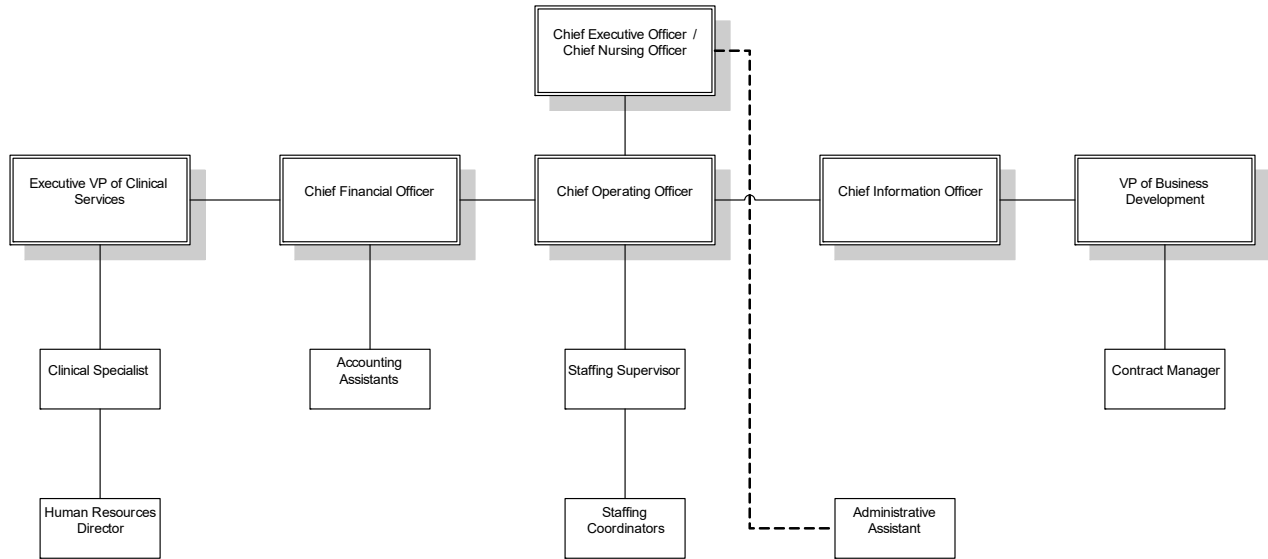 Chief Executive Officer /
Chief Nursing Officer
Executive VP of Clinical
Services
Chief Financial Officer
Chief Operating Officer
Chief Information Officer
VP of Business
Development
Clinical Specialist
Accounting
Assistants
Staffing Supervisor
Contract Manager
Human Resources
Director
Staffing
Coordinators
Administrative
Assistant